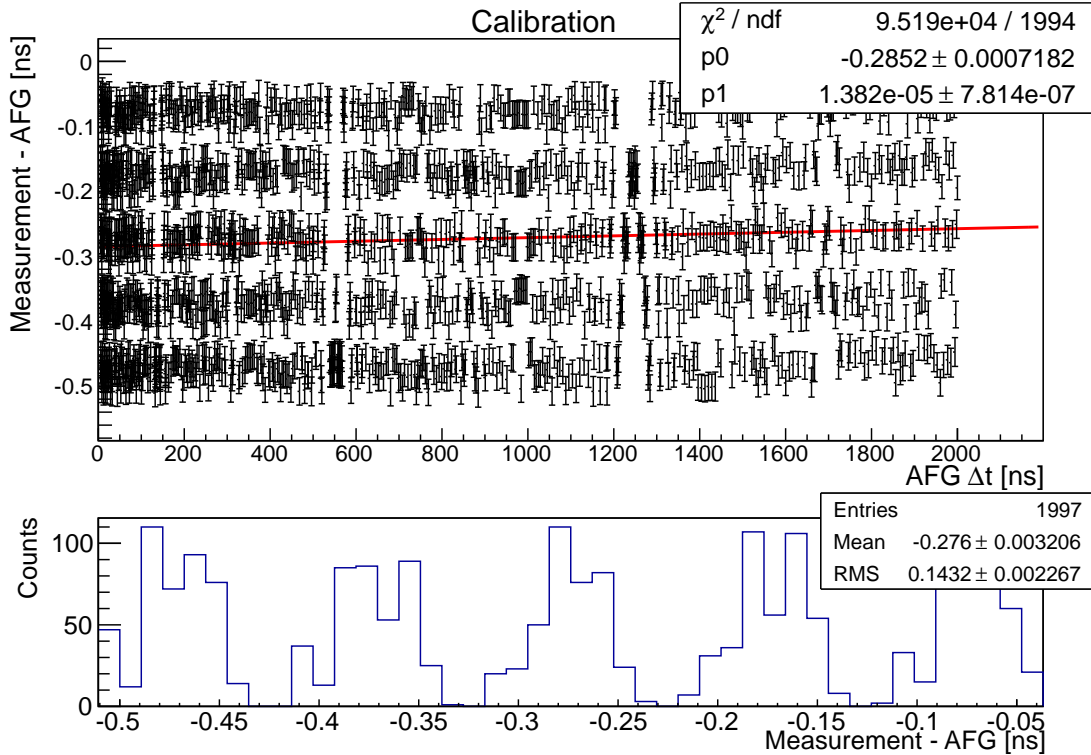 Calibration
χ² / ndf 9.519e+04 / 1994
p0 -0.2852 ± 0.0007182
p1 1.382e-05 ± 7.814e-07
Measurement - AFG [ns]
0
-0.1
-0.2
-0.3
-0.4
-0.5
0 200 400 600 800 1000 1200 1400 1600 1800 2000
AFG Δt [ns]
Entries 1997
Mean -0.276 ± 0.003206
RMS 0.1432 ± 0.002267
Counts
100
50
0
-0.5 -0.45 -0.4 -0.35 -0.3 -0.25 -0.2 -0.15 -0.1 -0.05
Measurement - AFG [ns]